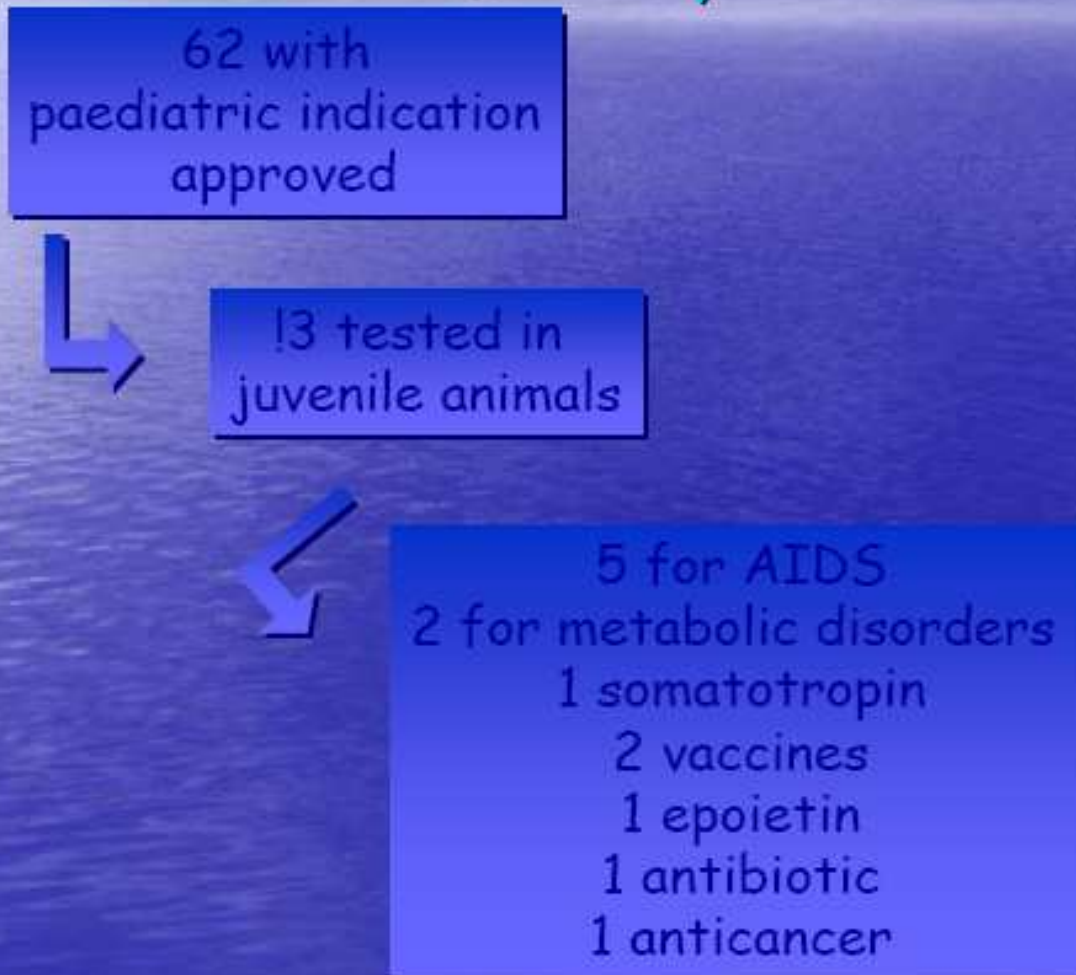 62 with
paediatric indication
approved
!3 tested in
juvenile animals
5 for AIDS
2 for metabolic disorders
1 somatotropin
2 vaccines
1 epoietin
1 antibiotic
1 anticancer